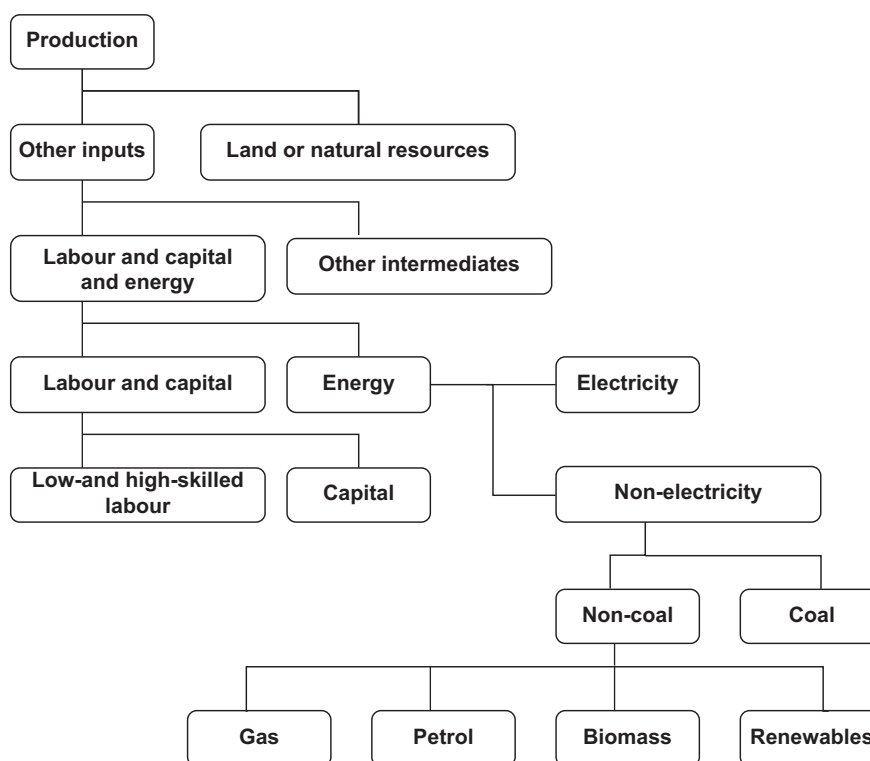 Production
Other inputs
Land or natural resources
Labour and capital
and energy
Other intermediates
Labour and capital
Energy
Electricity
Low-and high-skilled
labour
Capital
Non-electricity
Non-coal
Coal
Gas
Petrol
Biomass
Renewables